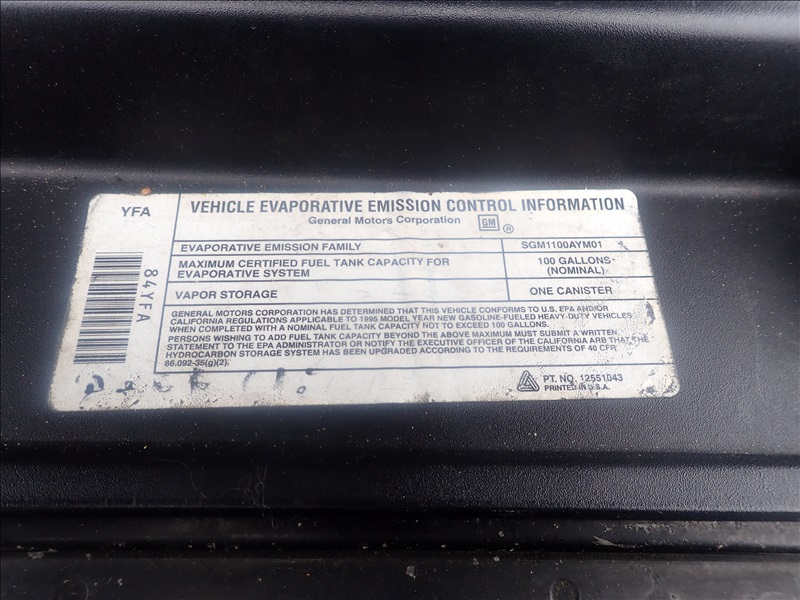 YFA
VEHICLE EVAPORATIVE EMISSION CONTROL INFORMATION
General Motors Corporation GM ®
EVAPORATIVE EMISSION FAMILY SGM1100AYM01
MAXIMUM CERTIFIED FUEL TANK CAPACITY FOR 100 GALLONS
EVAPORATIVE SYSTEM (NOMINAL)
VAPOR STORAGE ONE CANISTER
84YFA
GENERAL MOTORS CORPORATION HAS DETERMINED THAT THIS VEHICLE CONFORMS TO U.S. EPA AND/OR
CALIFORNIA REGULATIONS APPLICABLE TO 1995 MODEL YEAR NEW GASOLINE-FUELED HEAVY-DUTY VEHICLES
WHEN COMPLETED WITH A NOMINAL FUEL TANK CAPACITY NOT TO EXCEED 100 GALLONS.
PERSONS WISHING TO ADD FUEL TANK CAPACITY BEYOND THE ABOVE MAXIMUM MUST SUBMIT A WRITTEN
STATEMENT TO THE EPA ADMINISTRATOR OR NOTIFY THE EXECUTIVE OFFICER OF THE CALIFORNIA ARB THAT THE
HYDROCARBON STORAGE SYSTEM HAS BEEN UPGRADED ACCORDING TO THE REQUIREMENTS OF 40 CFR
86.092-35(g)(2).
PT. NO. 12551043
PRINTED IN U.S.A.